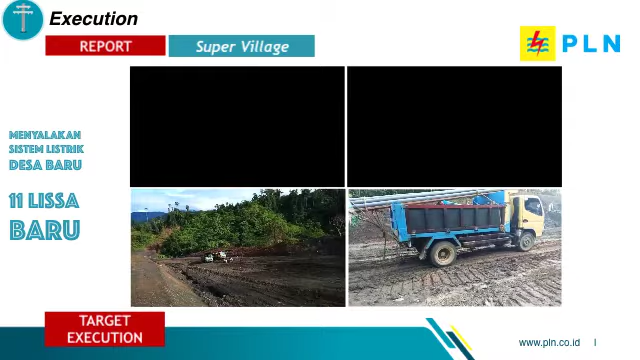 Execution
REPORT
Super Village
PLN
MENYALAKAN
SISTEM LISTRIK
DESA BARU
11 LISSA
BARU
TARGET
EXECUTION
www.pln.co.id